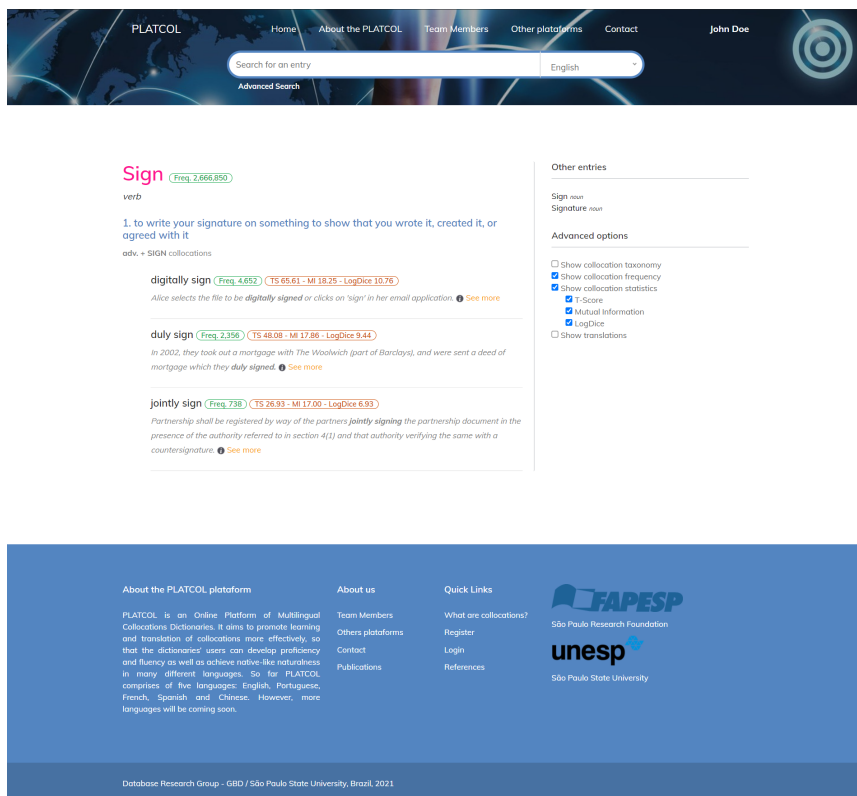 PLATCOL
Home
About the PLATCOL
Team Members
Other plataforms
Contact
John Doe
Search for an entry
English
Advanced Search
Sign Freq. 2,666,850
verb
1. to write your signature on something to show that you wrote it, created it, or
agreed with it
adv. + SIGN collocations
digitally sign Freq. 4,652 TS 65.61 - MI 18.25 - LogDice 10.76
Alice selects the file to be digitally signed or clicks on 'sign' in her email application. i See more
duly sign Freq. 2,356 TS 48.08 - MI 17.86 - LogDice 9.44
In 2002, they took out a mortgage with The Woolwich (part of Barclays), and were sent a deed of
mortgage which they duly signed. i See more
jointly sign Freq. 738 TS 26.93 - MI 17.00 - LogDice 6.93
Partnership shall be registered by way of the partners jointly signing the partnership document in the
presence of the authority referred to in section 4(1) and that authority verifying the same with a
countersignature. i See more
Other entries
Sign noun
Signature noun
Advanced options
Show collocation taxonomy
Show collocation frequency
Show collocation statistics
T-Score
Mutual Information
LogDice
Show translations
About the PLATCOL plataform
PLATCOL is an Online Platform of Multilingual
Collocations Dictionaries. It aims to promote learning
and translation of collocations more effectively, so
that the dictionaries' users can develop proficiency
and fluency as well as achieve native-like naturalness
in many different languages. So far PLATCOL
comprises of five languages: English, Portuguese,
French, Spanish and Chinese. However, more
languages will be coming soon.
About us
Team Members
Others plataforms
Contact
Publications
Quick Links
What are collocations?
Register
Login
References
FAPESP
São Paulo Research Foundation
unesp
São Paulo State University
Database Research Group - GBD / São Paulo State University, Brazil, 2021